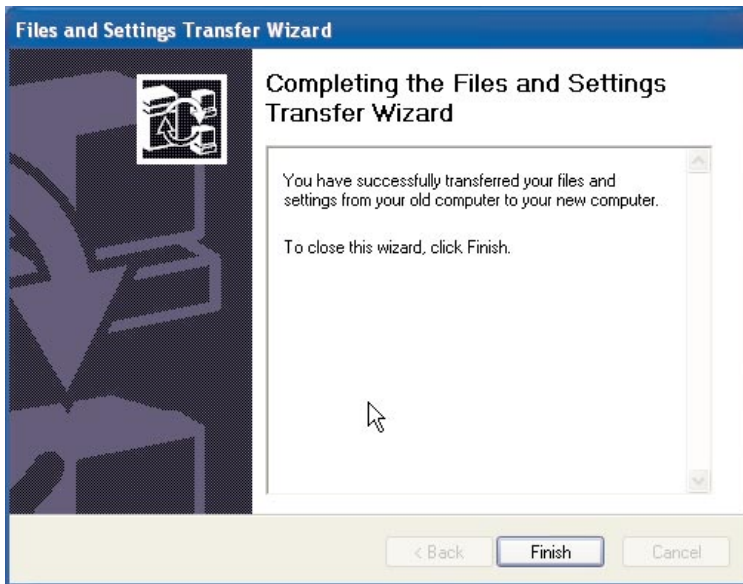 Files and Settings Transfer Wizard
Completing the Files and Settings
Transfer Wizard
You have successfully transferred your files and
settings from your old computer to your new computer.
To close this wizard, click Finish.
< Back Finish Cancel